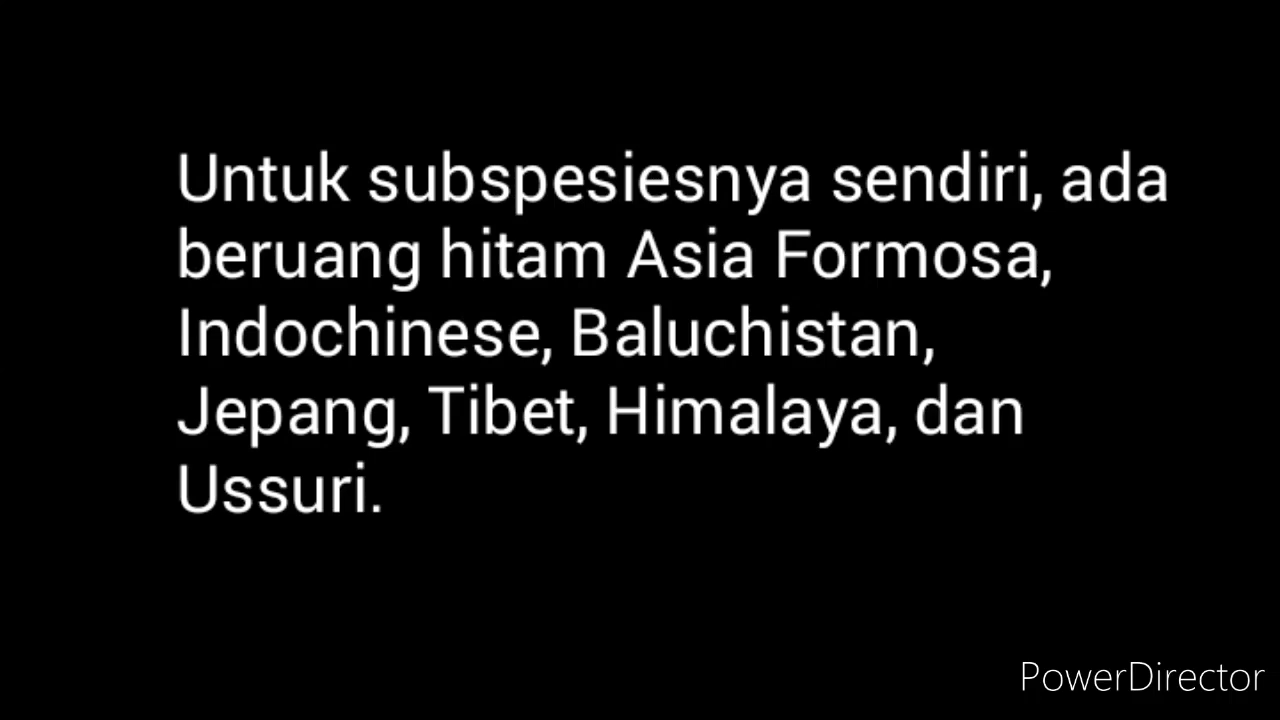 Untuk subspesiesnya sendiri, ada
beruang hitam Asia Formosa,
Indochinese, Baluchistan,
Jepang, Tibet, Himalaya, dan
Ussuri.
PowerDirector